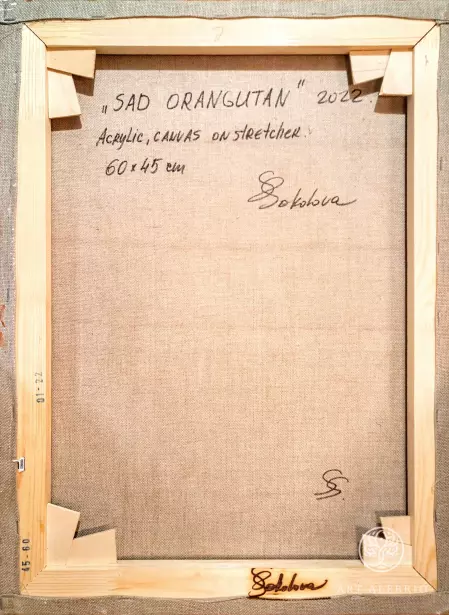 „SAD ORANGUTAN" 2022.
ACRYLIC, CANVAS ON STRETCHER.
60 x 45 cm
SSokolova
01-22
SS
45-60
SSokolova